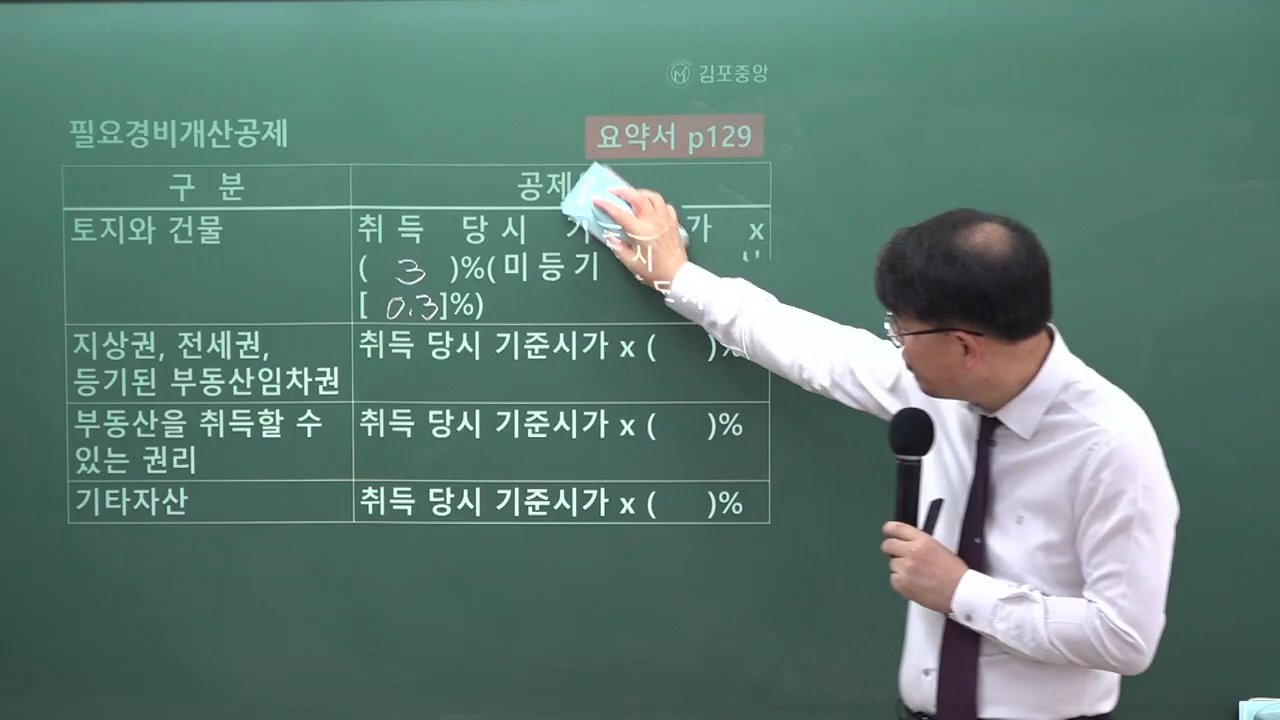 김포중앙
필요경비개산공제
요약서 p129
구 분
공제
토지와 건물
취 득 당 시 가 x
( 3 )%(미 등 기 시
[ 0.3]%)
지상권, 전세권,
등기된 부동산임차권
취득 당시 기준시가 x ( )%
부동산을 취득할 수
있는 권리
취득 당시 기준시가 x ( )%
기타자산
취득 당시 기준시가 x ( )%